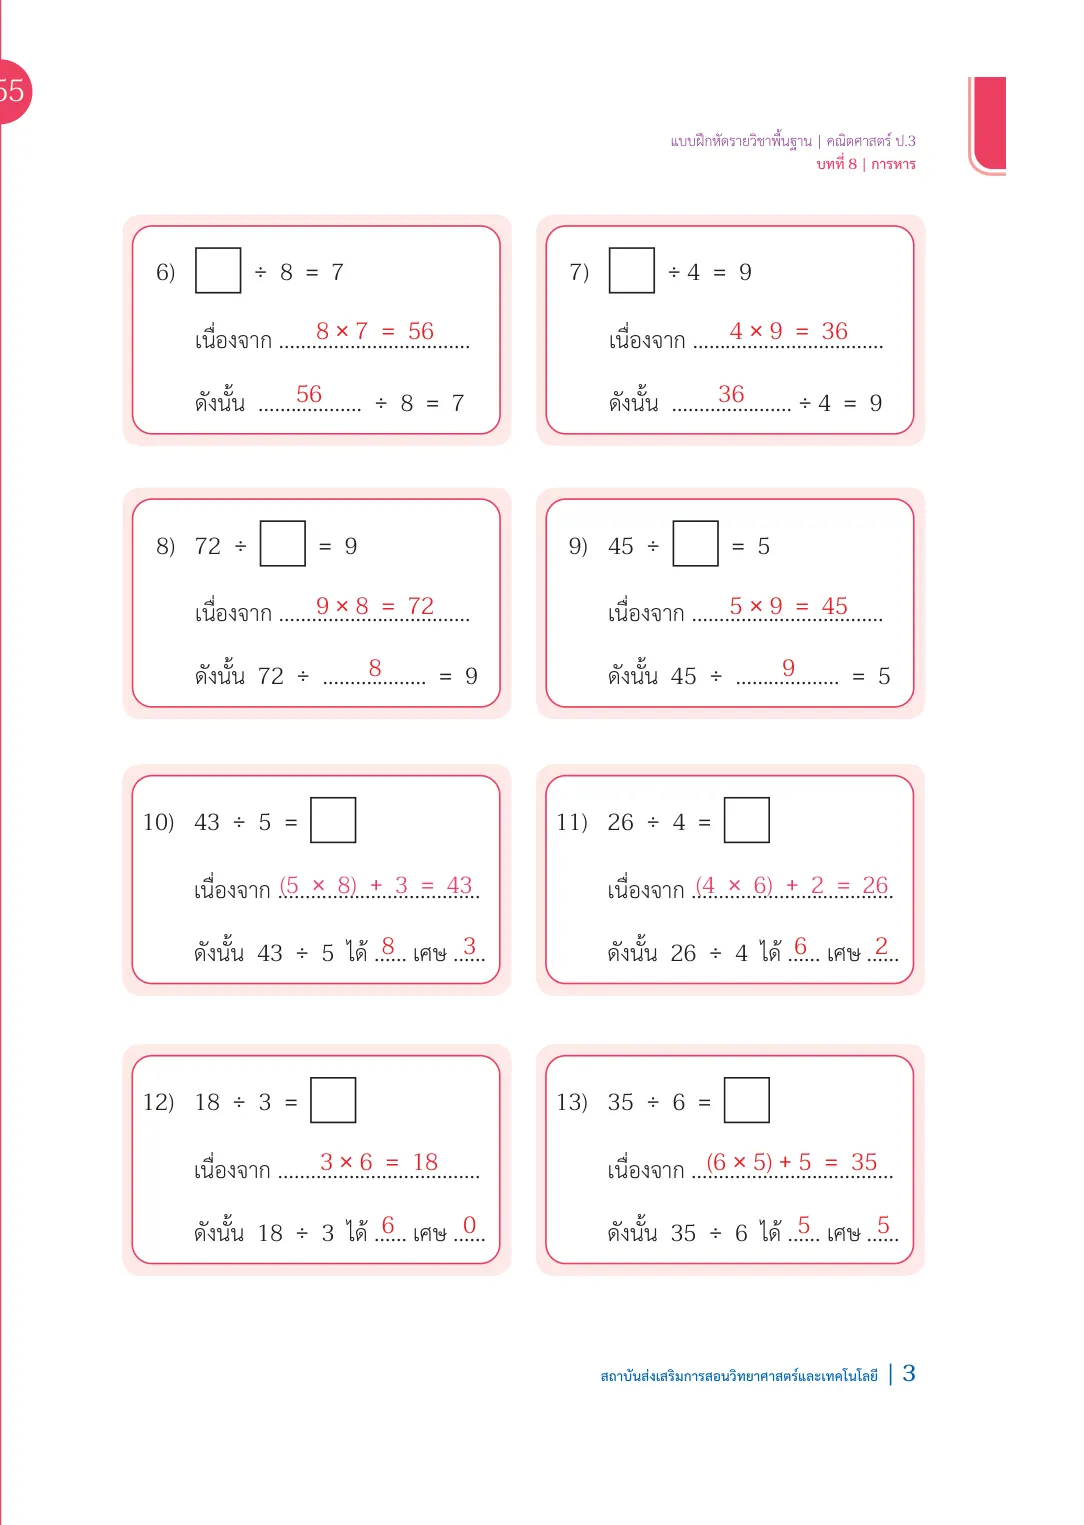 55
แบบฝึกหัดรายวิชาพื้นฐาน | คณิตศาสตร์ ป.3
บทที่ 8 | การหาร
6) ÷ 8 = 7
เนื่องจาก 8 × 7 = 56
ดังนั้น 56 ÷ 8 = 7
7) ÷ 4 = 9
เนื่องจาก 4 × 9 = 36
ดังนั้น 36 ÷ 4 = 9
8) 72 ÷ = 9
เนื่องจาก 9 × 8 = 72
ดังนั้น 72 ÷ 8 = 9
9) 45 ÷ = 5
เนื่องจาก 5 × 9 = 45
ดังนั้น 45 ÷ 9 = 5
10) 43 ÷ 5 =
เนื่องจาก (5 × 8) + 3 = 43
ดังนั้น 43 ÷ 5 ได้ 8 เศษ 3
11) 26 ÷ 4 =
เนื่องจาก (4 × 6) + 2 = 26
ดังนั้น 26 ÷ 4 ได้ 6 เศษ 2
12) 18 ÷ 3 =
เนื่องจาก 3 × 6 = 18
ดังนั้น 18 ÷ 3 ได้ 6 เศษ 0
13) 35 ÷ 6 =
เนื่องจาก (6 × 5) + 5 = 35
ดังนั้น 35 ÷ 6 ได้ 5 เศษ 5
สถาบันส่งเสริมการสอนวิทยาศาสตร์และเทคโนโลยี | 3